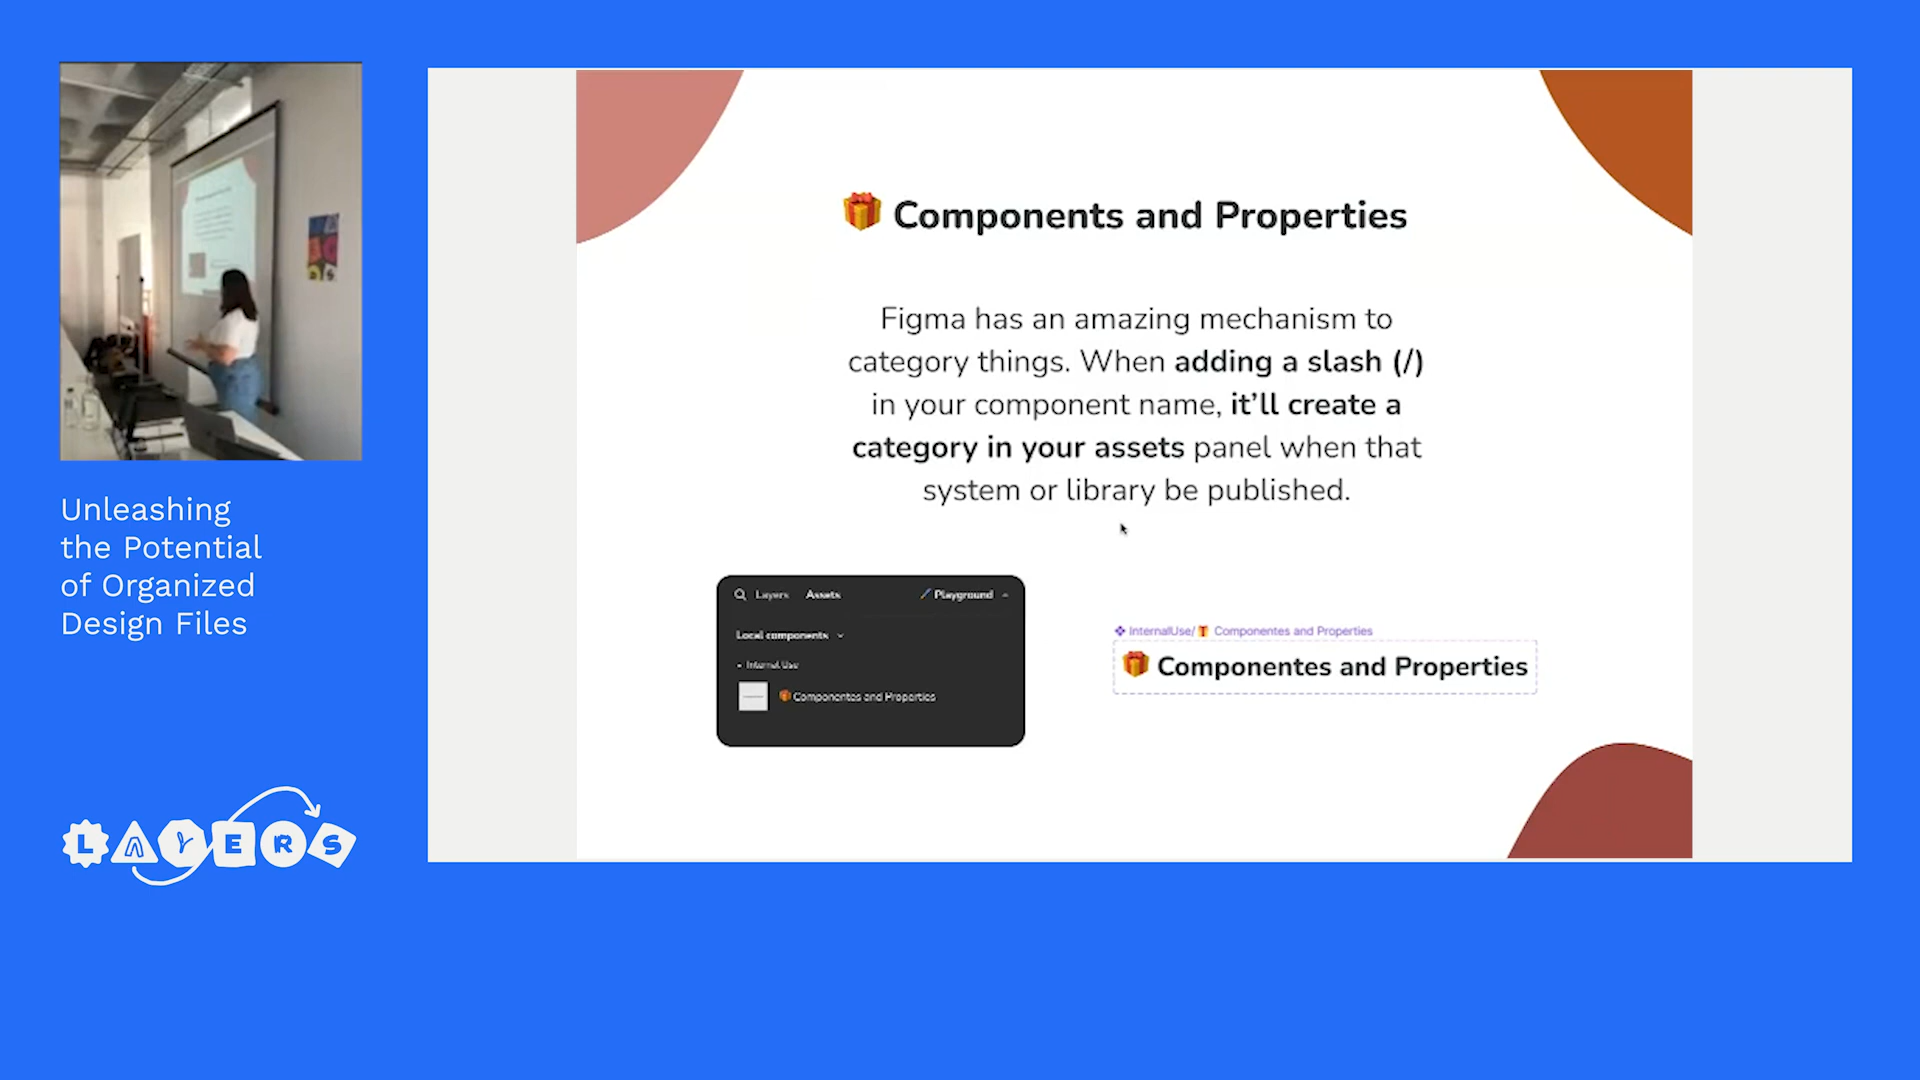 Unleashing
the Potential
of Organized
Design Files
LAYERS
🎁 Components and Properties
Figma has an amazing mechanism to
category things. When adding a slash (/)
in your component name, it’ll create a
category in your assets panel when that
system or library be published.
Layers Assets Playground
Local components
Internal Use
🎁 Componentes and Properties
InternalUse/🎁 Componentes and Properties
🎁 Componentes and Properties